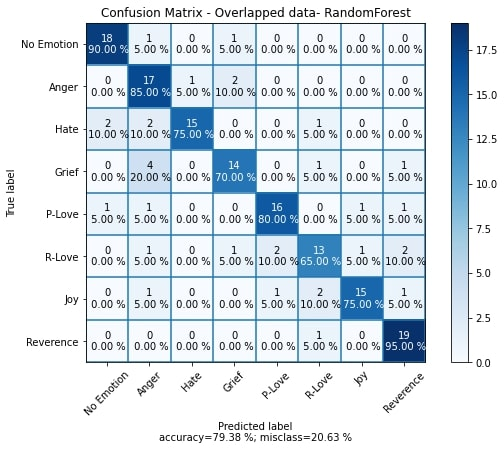 Confusion Matrix - Overlapped data- RandomForest
No Emotion 18 1 0 1 0 0 0 0
90.00 % 5.00 % 0.00 % 5.00 % 0.00 % 0.00 % 0.00 % 0.00 %
Anger 0 17 1 2 0 0 0 0
0.00 % 85.00 % 5.00 % 10.00 % 0.00 % 0.00 % 0.00 % 0.00 %
Hate 2 2 15 0 0 1 0 0
10.00 % 10.00 % 75.00 % 0.00 % 0.00 % 5.00 % 0.00 % 0.00 %
Grief 0 4 0 14 0 1 0 1
0.00 % 20.00 % 0.00 % 70.00 % 0.00 % 5.00 % 0.00 % 5.00 %
P-Love 1 1 0 0 16 0 1 1
5.00 % 5.00 % 0.00 % 0.00 % 80.00 % 0.00 % 5.00 % 5.00 %
R-Love 0 1 0 1 2 13 1 2
0.00 % 5.00 % 0.00 % 5.00 % 10.00 % 65.00 % 5.00 % 10.00 %
Joy 0 1 0 0 1 2 15 1
0.00 % 5.00 % 0.00 % 0.00 % 5.00 % 10.00 % 75.00 % 5.00 %
Reverence 0 0 0 0 0 1 0 19
0.00 % 0.00 % 0.00 % 0.00 % 0.00 % 5.00 % 0.00 % 95.00 %
True label
No Emotion Anger Hate Grief P-Love R-Love Joy Reverence
Predicted label
accuracy=79.38 %; misclass=20.63 %
17.5
15.0
12.5
10.0
7.5
5.0
2.5
0.0